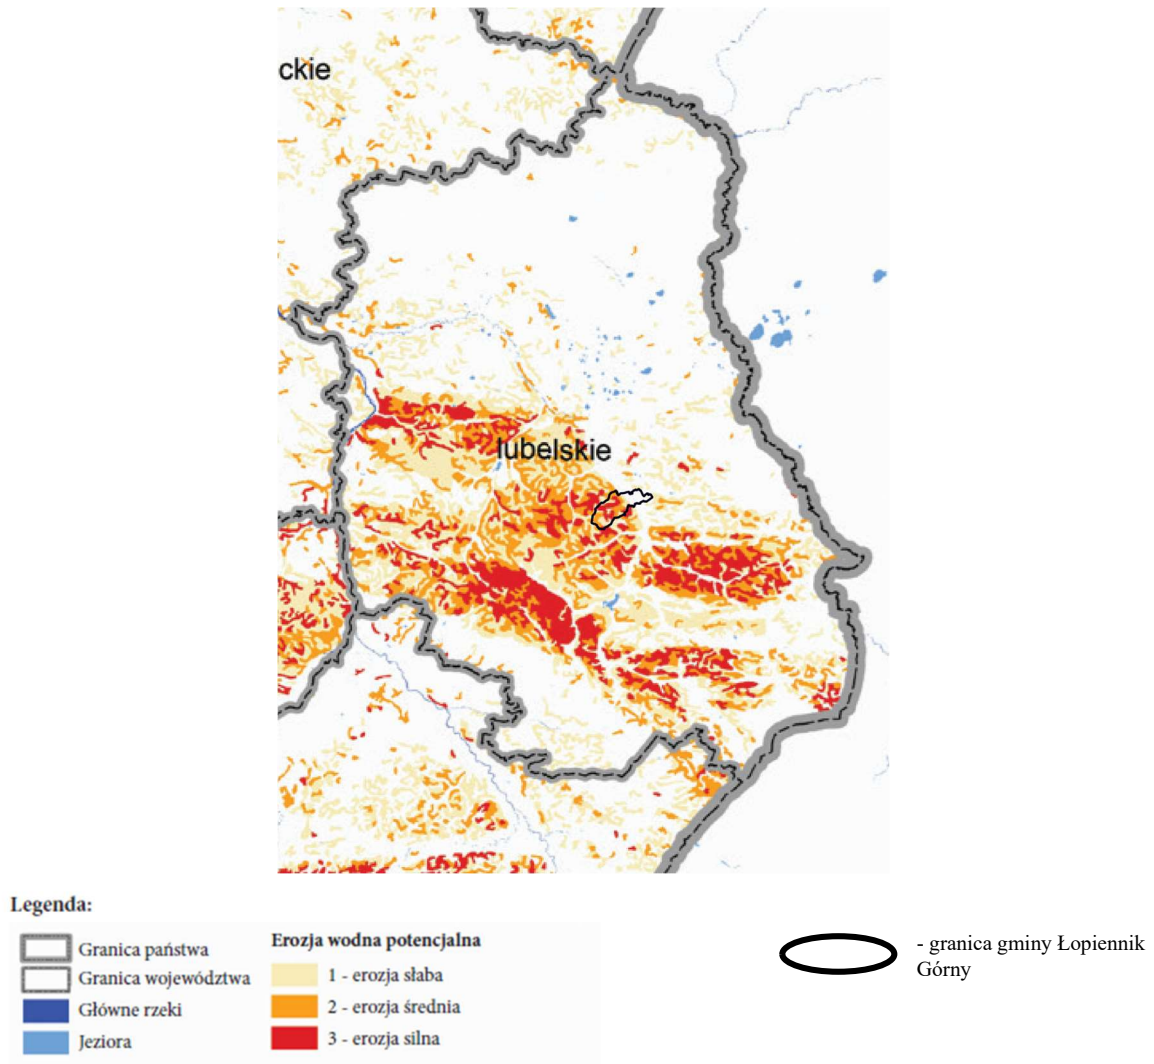 ckie
lubelskie
Legenda:
Granica państwa
Granica województwa
Główne rzeki
Jeziora
Erozja wodna potencjalna
1 - erozja słaba
2 - erozja średnia
3 - erozja silna
- granica gminy Łopiennik
Górny